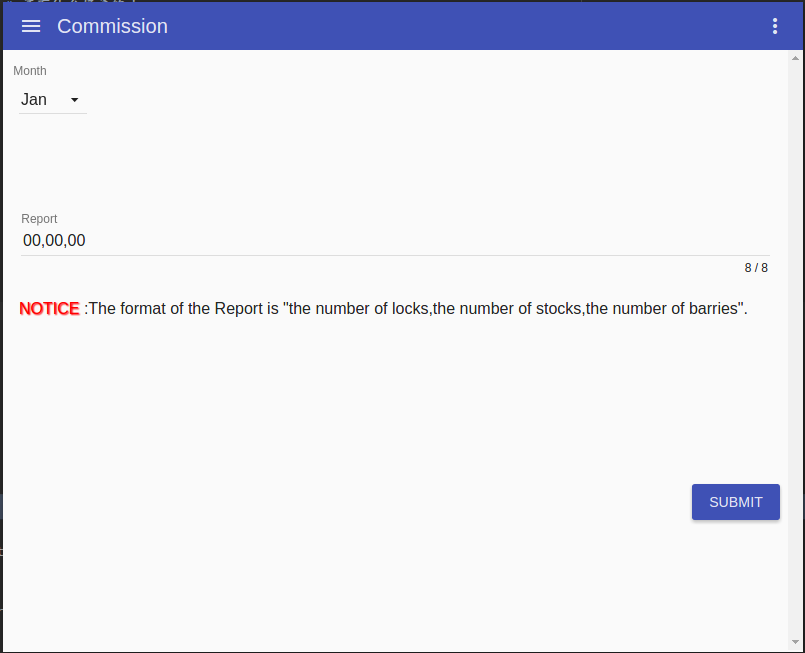 Commission
Month
Jan
Report
00,00,00
8 / 8
NOTICE :The format of the Report is "the number of locks,the number of stocks,the number of barries".
SUBMIT